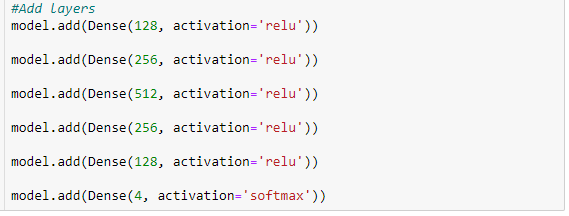 #Add layers
model.add(Dense(128, activation='relu'))
model.add(Dense(256, activation='relu'))
model.add(Dense(512, activation='relu'))
model.add(Dense(256, activation='relu'))
model.add(Dense(128, activation='relu'))
model.add(Dense(4, activation='softmax'))